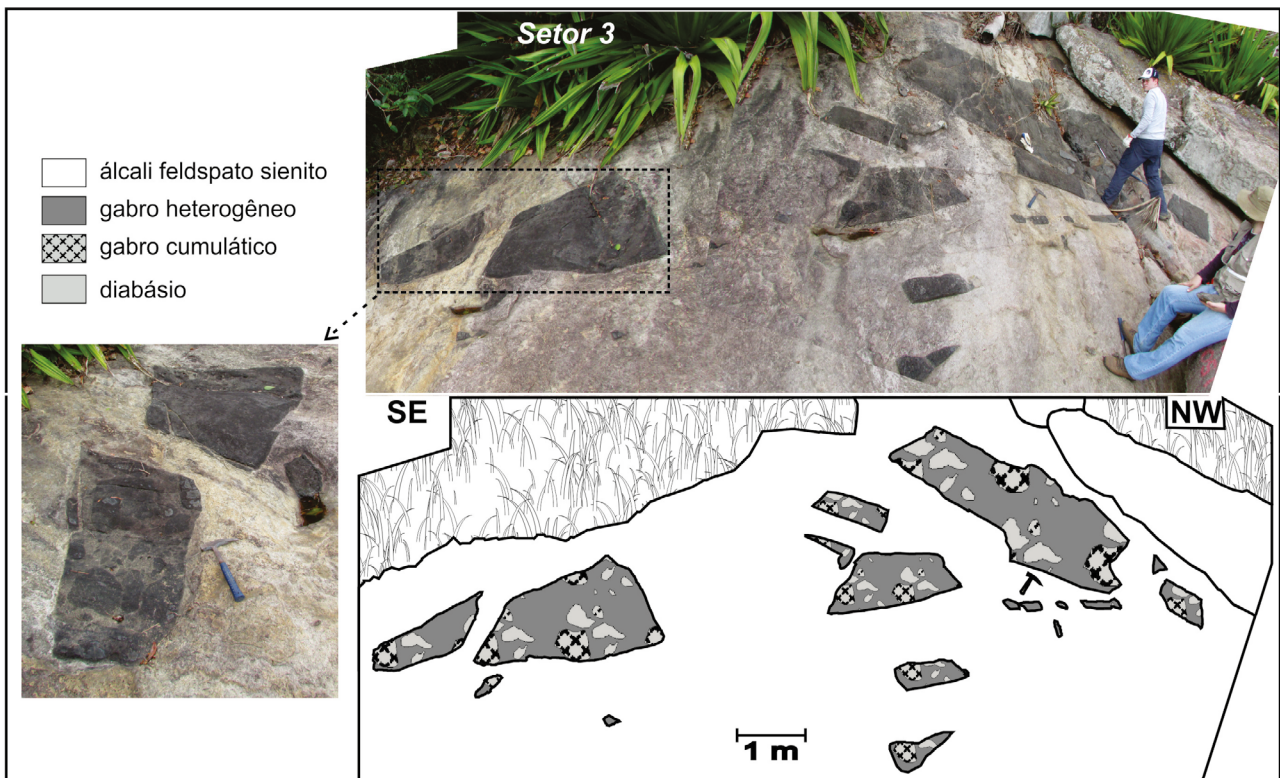 Setor 3
álcali feldspato sienito
gabro heterogêneo
gabro cumulático
diabásio
SE
NW
1 m